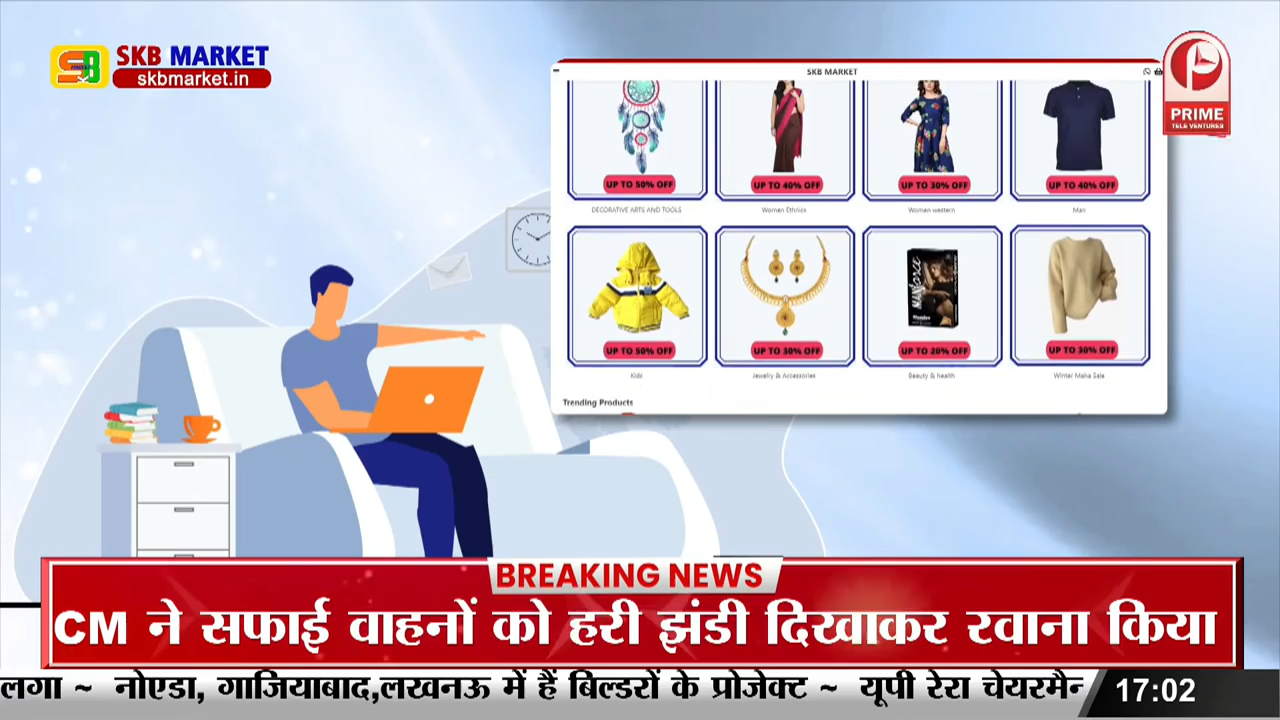 SKB MARKET
skbmarket.in
SKB MARKET
PRIME
TELE VENTURES
UP TO 50% OFF
UP TO 40% OFF
UP TO 30% OFF
UP TO 40% OFF
DECORATIVE ARTS AND TOOLS
Women Ethnics
Women western
Man
MANFORCE
UP TO 50% OFF
UP TO 30% OFF
UP TO 20% OFF
UP TO 30% OFF
Kids
Jewelry & Accessories
Beauty & health
Winter Maha Sale
Trending Products
BREAKING NEWS
CM ने सफाई वाहनों को हरी झंडी दिखाकर रवाना किया
लगा ~ नोएडा, गाजियाबाद,लखनऊ में हैं बिल्डरों के प्रोजेक्ट ~ यूपी रेरा चेयरमैन
17:02